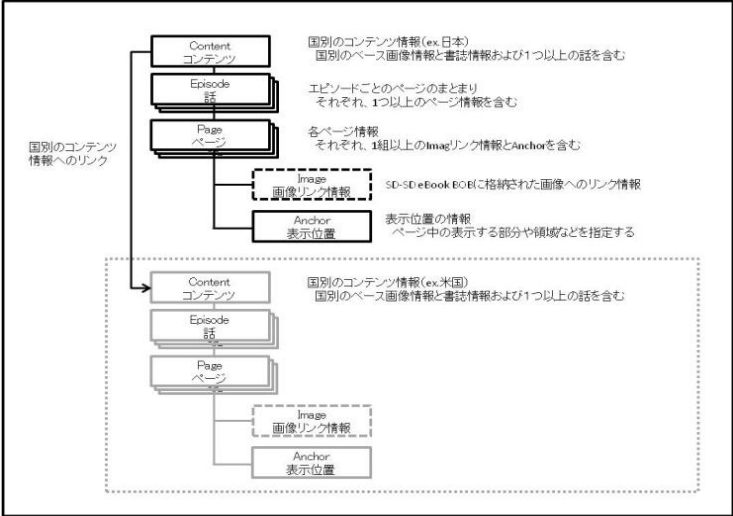 Content
コンテンツ
国別のコンテンツ情報(ex.日本)
国別のベース画像情報と書誌情報および1つ以上の話を含む
Episode
話
エピソードごとのページのまとまり
それぞれ、1つ以上のページ情報を含む
Page
ページ
各ページ情報
それぞれ、1組以上のImagリンク情報とAnchorを含む
国別のコンテンツ
情報へのリンク
Image
画像リンク情報
SD-SD eBook BOBに格納された画像へのリンク情報
Anchor
表示位置
表示位置の情報
ページ中の表示する部分や領域などを指定する
Content
コンテンツ
国別のコンテンツ情報(ex.米国)
国別のベース画像情報と書誌情報および1つ以上の話を含む
Episode
話
Page
ページ
Image
画像リンク情報
Anchor
表示位置